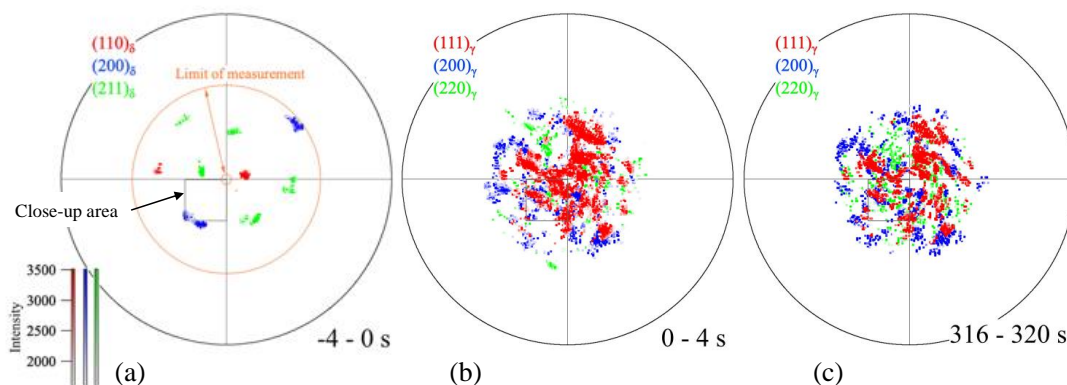 (110)δ
(200)δ
(211)δ
Limit of measurement
Close-up area
3500
3000
2500
2000
Intensity
-4 - 0 s
(a)
(111)γ
(200)γ
(220)γ
0 - 4 s
(b)
(111)γ
(200)γ
(220)γ
316 - 320 s
(c)